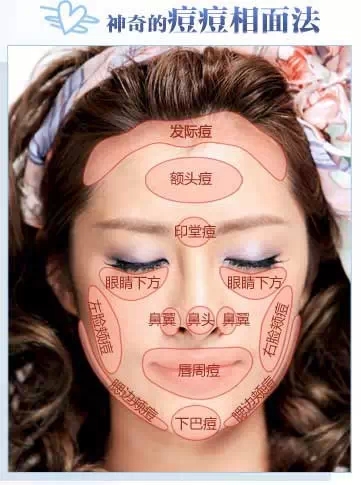 神奇的痘痘相面法
发际痘
额头痘
印堂痘
眼睛下方 眼睛下方
鼻翼 鼻头 鼻翼
左脸颊痘 右脸颊痘
唇周痘
腮边颊痘 腮边颊痘
下巴痘